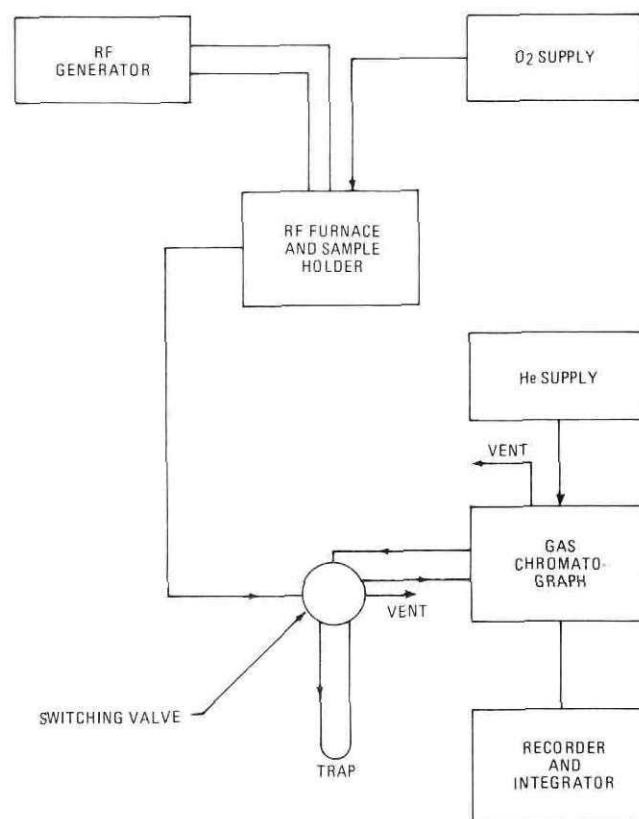 RF
GENERATOR
O2 SUPPLY
RF FURNACE
AND SAMPLE
HOLDER
He SUPPLY
VENT
GAS
CHROMATO-
GRAPH
VENT
SWITCHING VALVE
TRAP
RECORDER
AND
INTEGRATOR